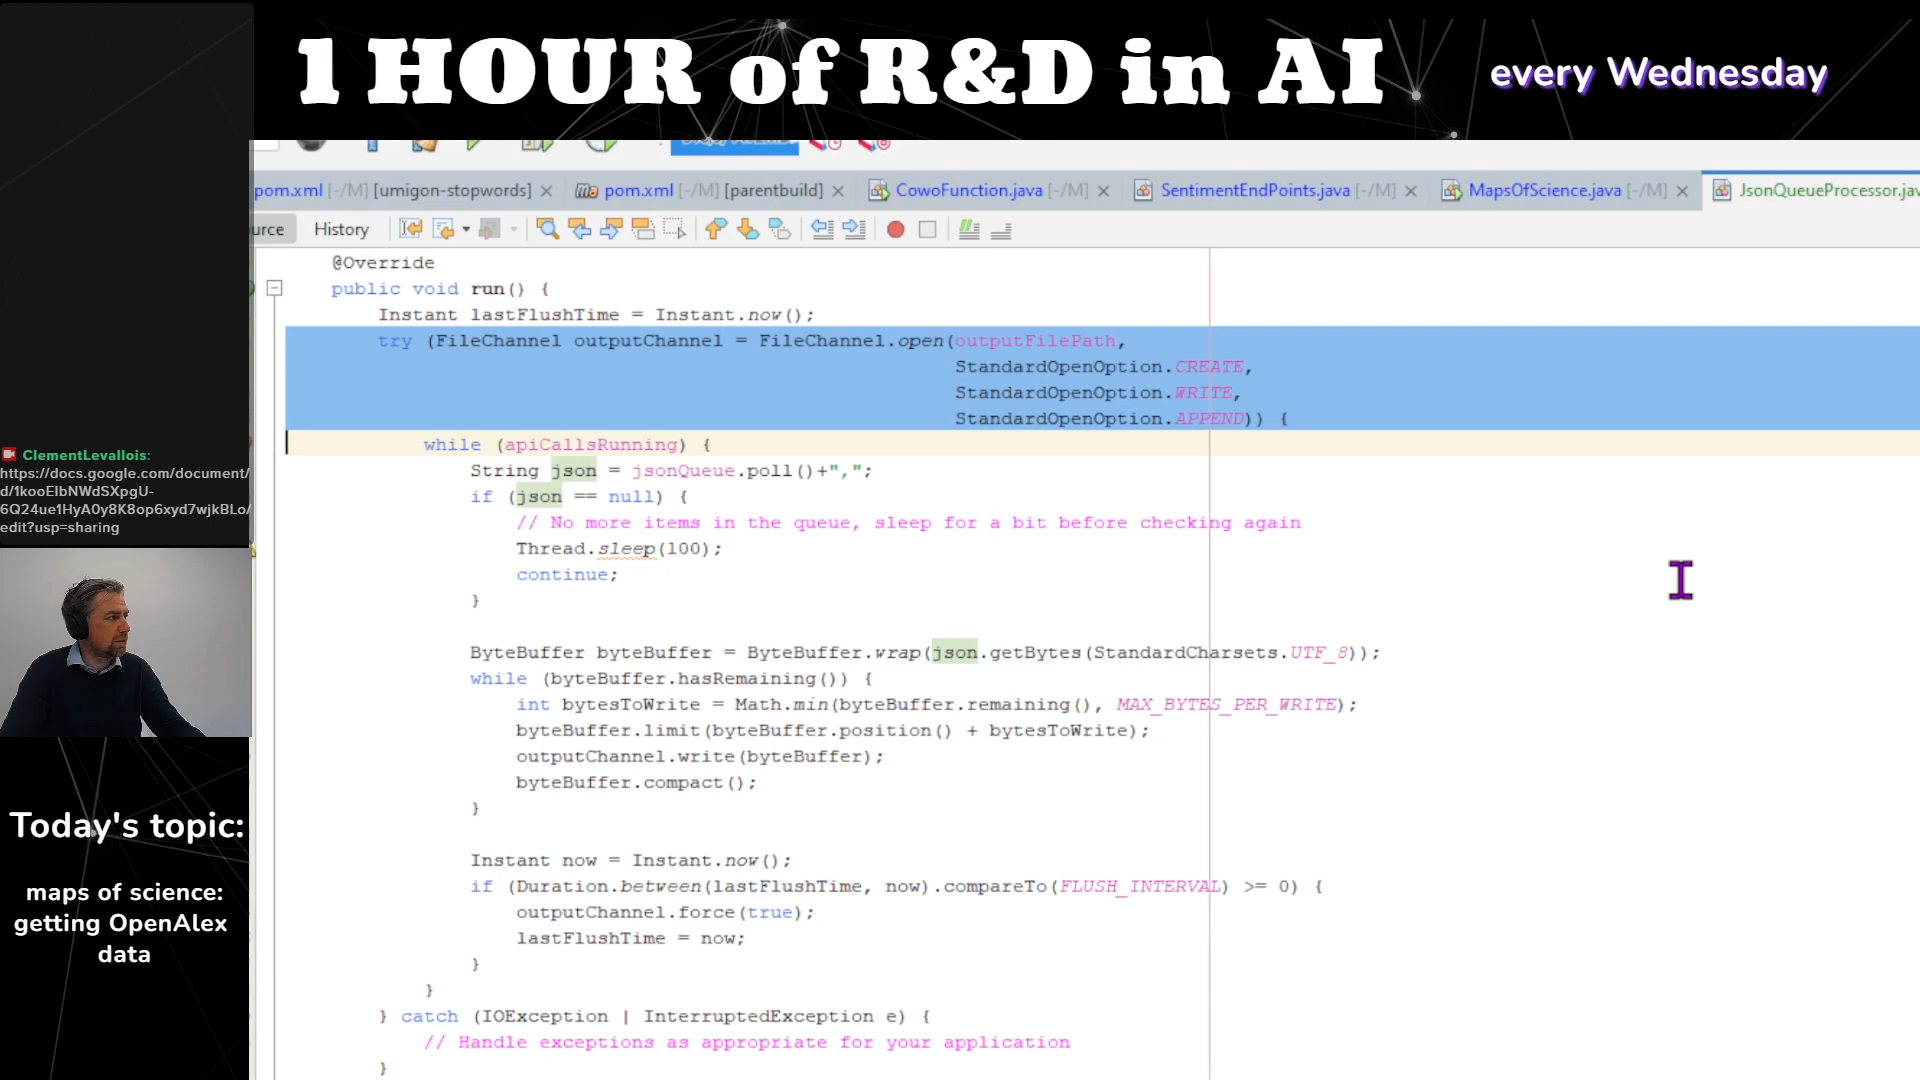 1 HOUR of R&D in AI
every Wednesday
pom.xml [-/M] [umigon-stopwords]
pom.xml [-/M] [parentbuild]
CowoFunction.java [-/M]
SentimentEndPoints.java [-/M]
MapsOfScience.java [-/M]
JsonQueueProcessor.jav
urce
History
@Override
public void run() {
Instant lastFlushTime = Instant.now();
try (FileChannel outputChannel = FileChannel.open(outputFilePath,
StandardOpenOption.CREATE,
StandardOpenOption.WRITE,
StandardOpenOption.APPEND)) {
while (apiCallsRunning) {
String json = jsonQueue.poll()+",";
if (json == null) {
// No more items in the queue, sleep for a bit before checking again
Thread.sleep(100);
continue;
}
ByteBuffer byteBuffer = ByteBuffer.wrap(json.getBytes(StandardCharsets.UTF_8));
while (byteBuffer.hasRemaining()) {
int bytesToWrite = Math.min(byteBuffer.remaining(), MAX_BYTES_PER_WRITE);
byteBuffer.limit(byteBuffer.position() + bytesToWrite);
outputChannel.write(byteBuffer);
byteBuffer.compact();
}
Instant now = Instant.now();
if (Duration.between(lastFlushTime, now).compareTo(FLUSH_INTERVAL) >= 0) {
outputChannel.force(true);
lastFlushTime = now;
}
}
} catch (IOException | InterruptedException e) {
// Handle exceptions as appropriate for your application
}
ClementLevallois:
https://docs.google.com/document/
d/1kooEIbNWdSXpgU-
6Q24ue1HyA0y8K8op6xyd7wjkBLo/
edit?usp=sharing
Today's topic:
maps of science:
getting OpenAlex
data